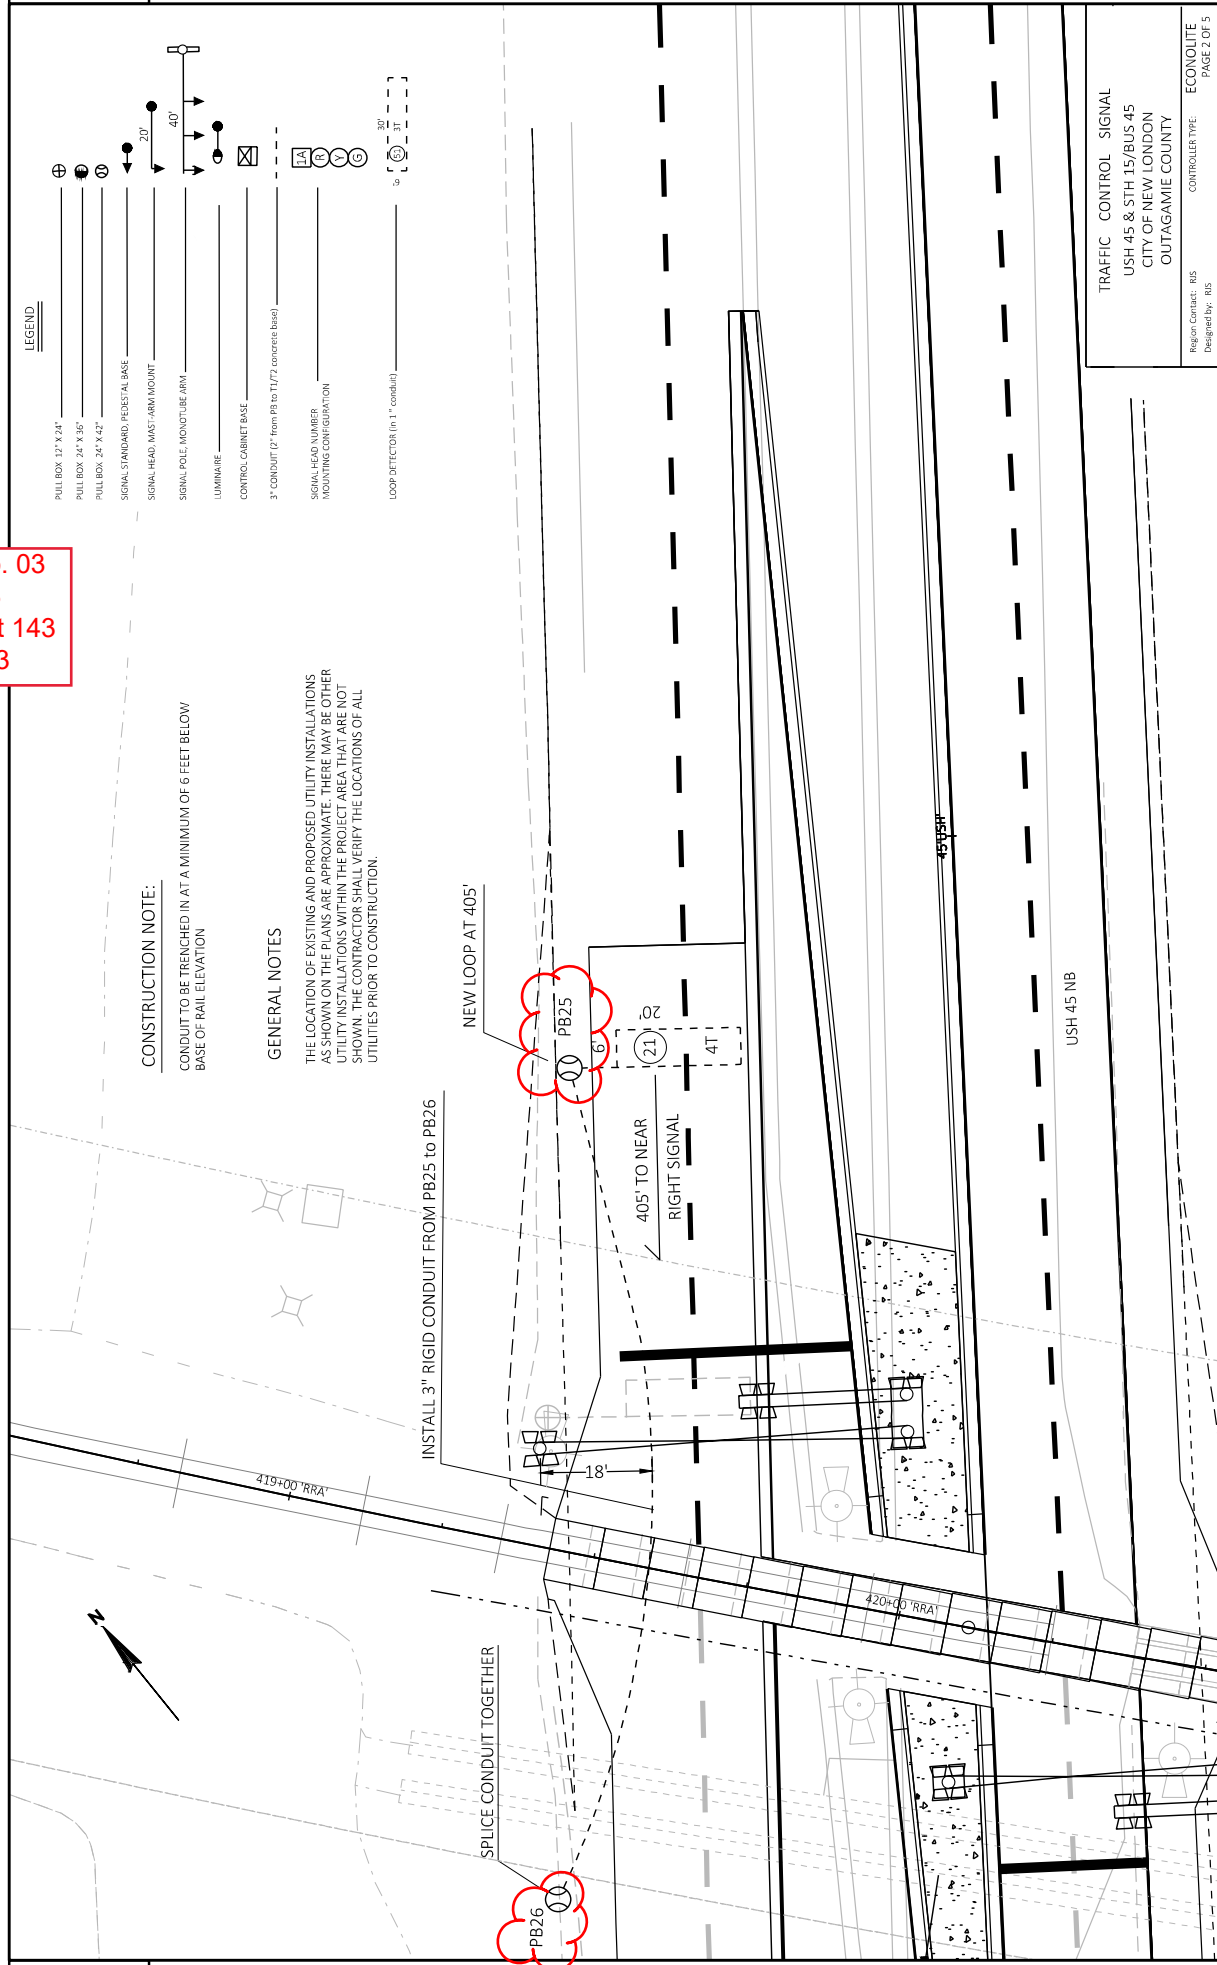 LEGEND
PULL BOX 12" X 24"
PULL BOX 24" X 36"
PULL BOX 24" X 42"
SIGNAL STANDARD, PEDESTAL BASE
SIGNAL HEAD, MAST-ARM MOUNT
20'
SIGNAL POLE, MONOTUBE ARM
40'
LUMINAIRE
CONTROL CABINET BASE
3" CONDUIT (2" from PB to T1/T2 concrete base)
SIGNAL HEAD NUMBER
MOUNTING CONFIGURATION
1A
R
Y
G
LOOP DETECTOR (in 1" conduit)
6'
30'
51
3T
03
t 143
3
CONSTRUCTION NOTE:
CONDUIT TO BE TRENCHED IN AT A MINIMUM OF 6 FEET BELOW
BASE OF RAIL ELEVATION
GENERAL NOTES
THE LOCATION OF EXISTING AND PROPOSED UTILITY INSTALLATIONS
AS SHOWN ON THE PLANS ARE APPROXIMATE. THERE MAY BE OTHER
UTILITY INSTALLATIONS WITHIN THE PROJECT AREA THAT ARE NOT
SHOWN. THE CONTRACTOR SHALL VERIFY THE LOCATIONS OF ALL
UTILITIES PRIOR TO CONSTRUCTION.
NEW LOOP AT 405'
PB25
6'
20'
21
4T
INSTALL 3" RIGID CONDUIT FROM PB25 to PB26
405' TO NEAR
RIGHT SIGNAL
18'
419+00 'RRA'
420+00 'RRA'
N
SPLICE CONDUIT TOGETHER
PB26
45'USH'
USH 45 NB
TRAFFIC CONTROL SIGNAL
USH 45 & STH 15/BUS 45
CITY OF NEW LONDON
OUTAGAMIE COUNTY
Region Contact: RJS
Designed by: RJS
CONTROLLER TYPE: ECONOLITE
PAGE 2 OF 5